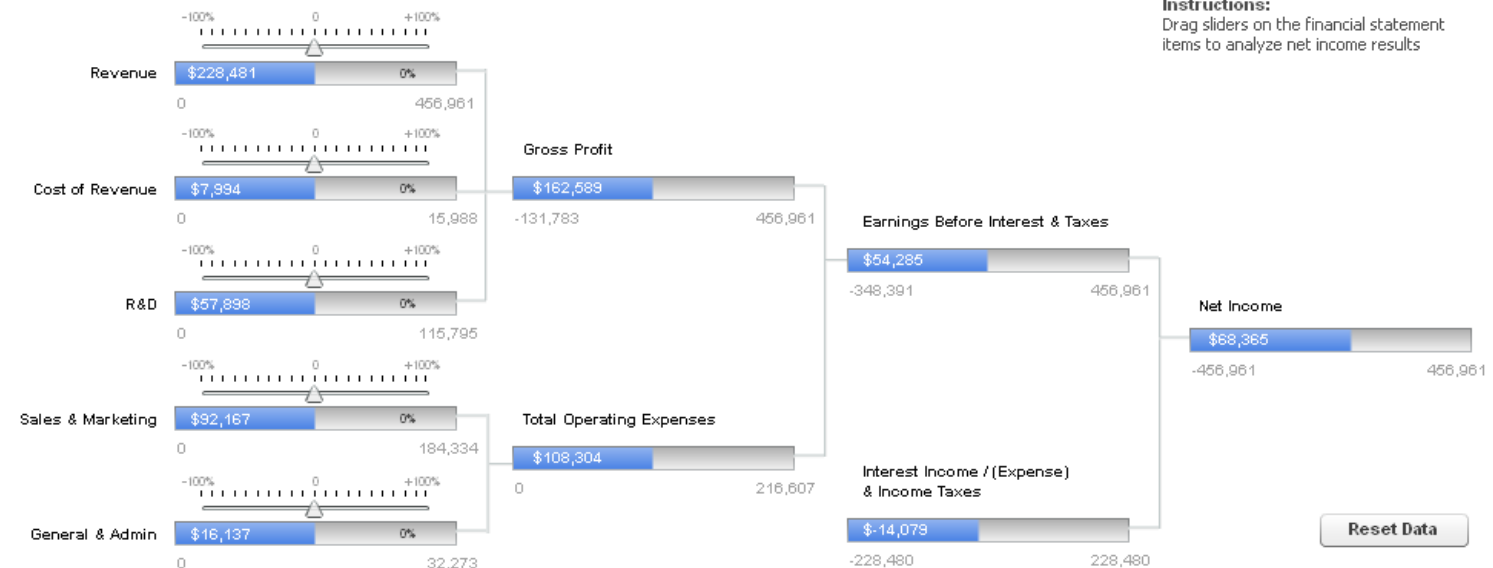 Instructions:
Drag sliders on the financial statement
items to analyze net income results
-100% 0 +100%
Revenue $228,481 0%
0 456,961
-100% 0 +100%
Cost of Revenue $7,994 0%
0 15,988
-100% 0 +100%
R&D $57,898 0%
0 115,795
-100% 0 +100%
Sales & Marketing $92,167 0%
0 184,334
-100% 0 +100%
General & Admin $16,137 0%
0 32,273
Gross Profit
$162,589
-131,783 456,961
Total Operating Expenses
$108,304
0 216,607
Earnings Before Interest & Taxes
$54,285
-348,391 456,961
Interest Income / (Expense)
& Income Taxes
$-14,079
-228,480 228,480
Net Income
$68,365
-456,961 456,961
Reset Data